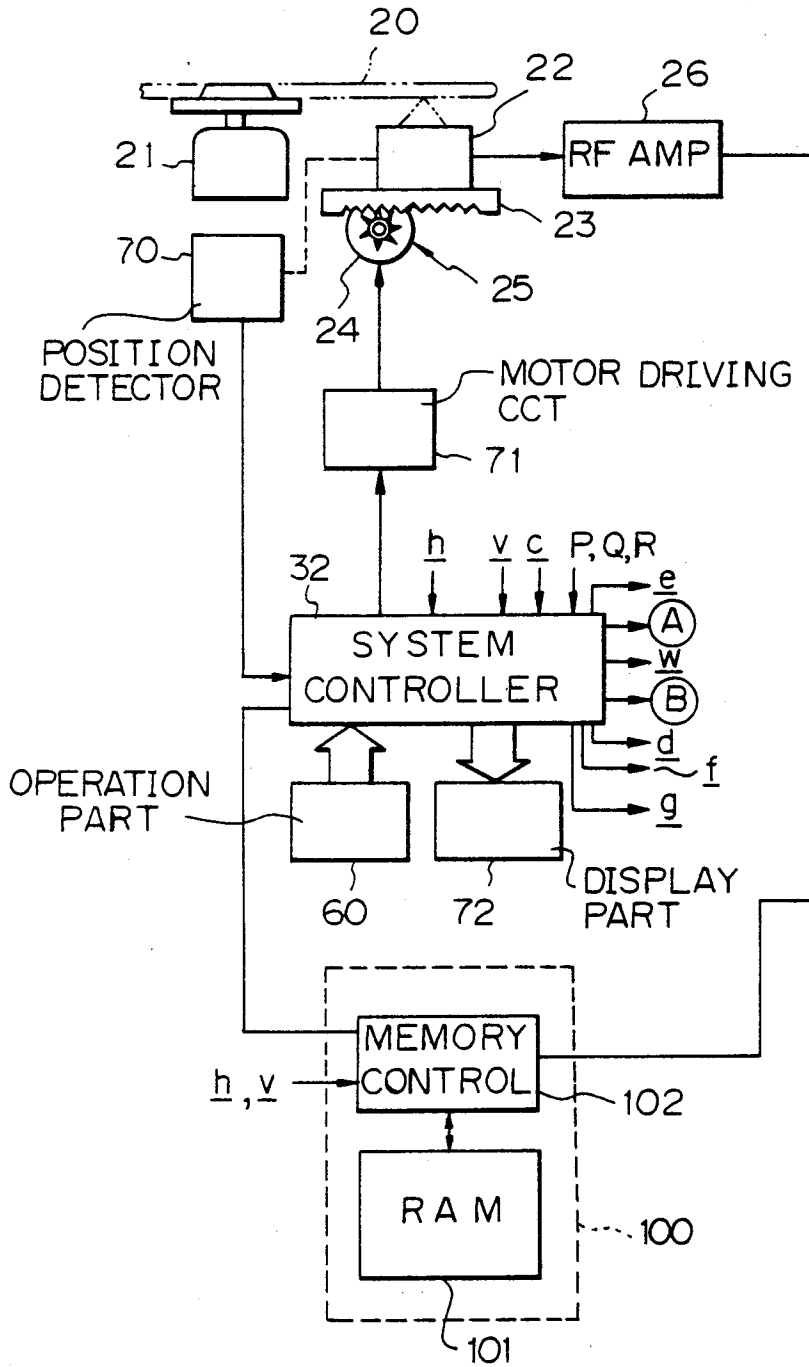 20
22
26
21
RF AMP
23
70
24
25
POSITION
DETECTOR
MOTOR DRIVING
CCT
71
32
h
v
c
P, Q, R
e
SYSTEM
CONTROLLER
A
w
B
d
f
g
OPERATION
PART
60
72
DISPLAY
PART
MEMORY
CONTROL
h, v
102
RAM
100
101